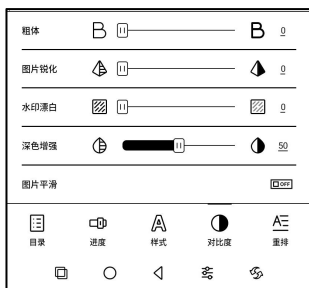 粗体 B B 0
图片锐化 0
水印漂白 0
深色增强 50
图片平滑 OFF
目录 进度 样式 对比度 重排